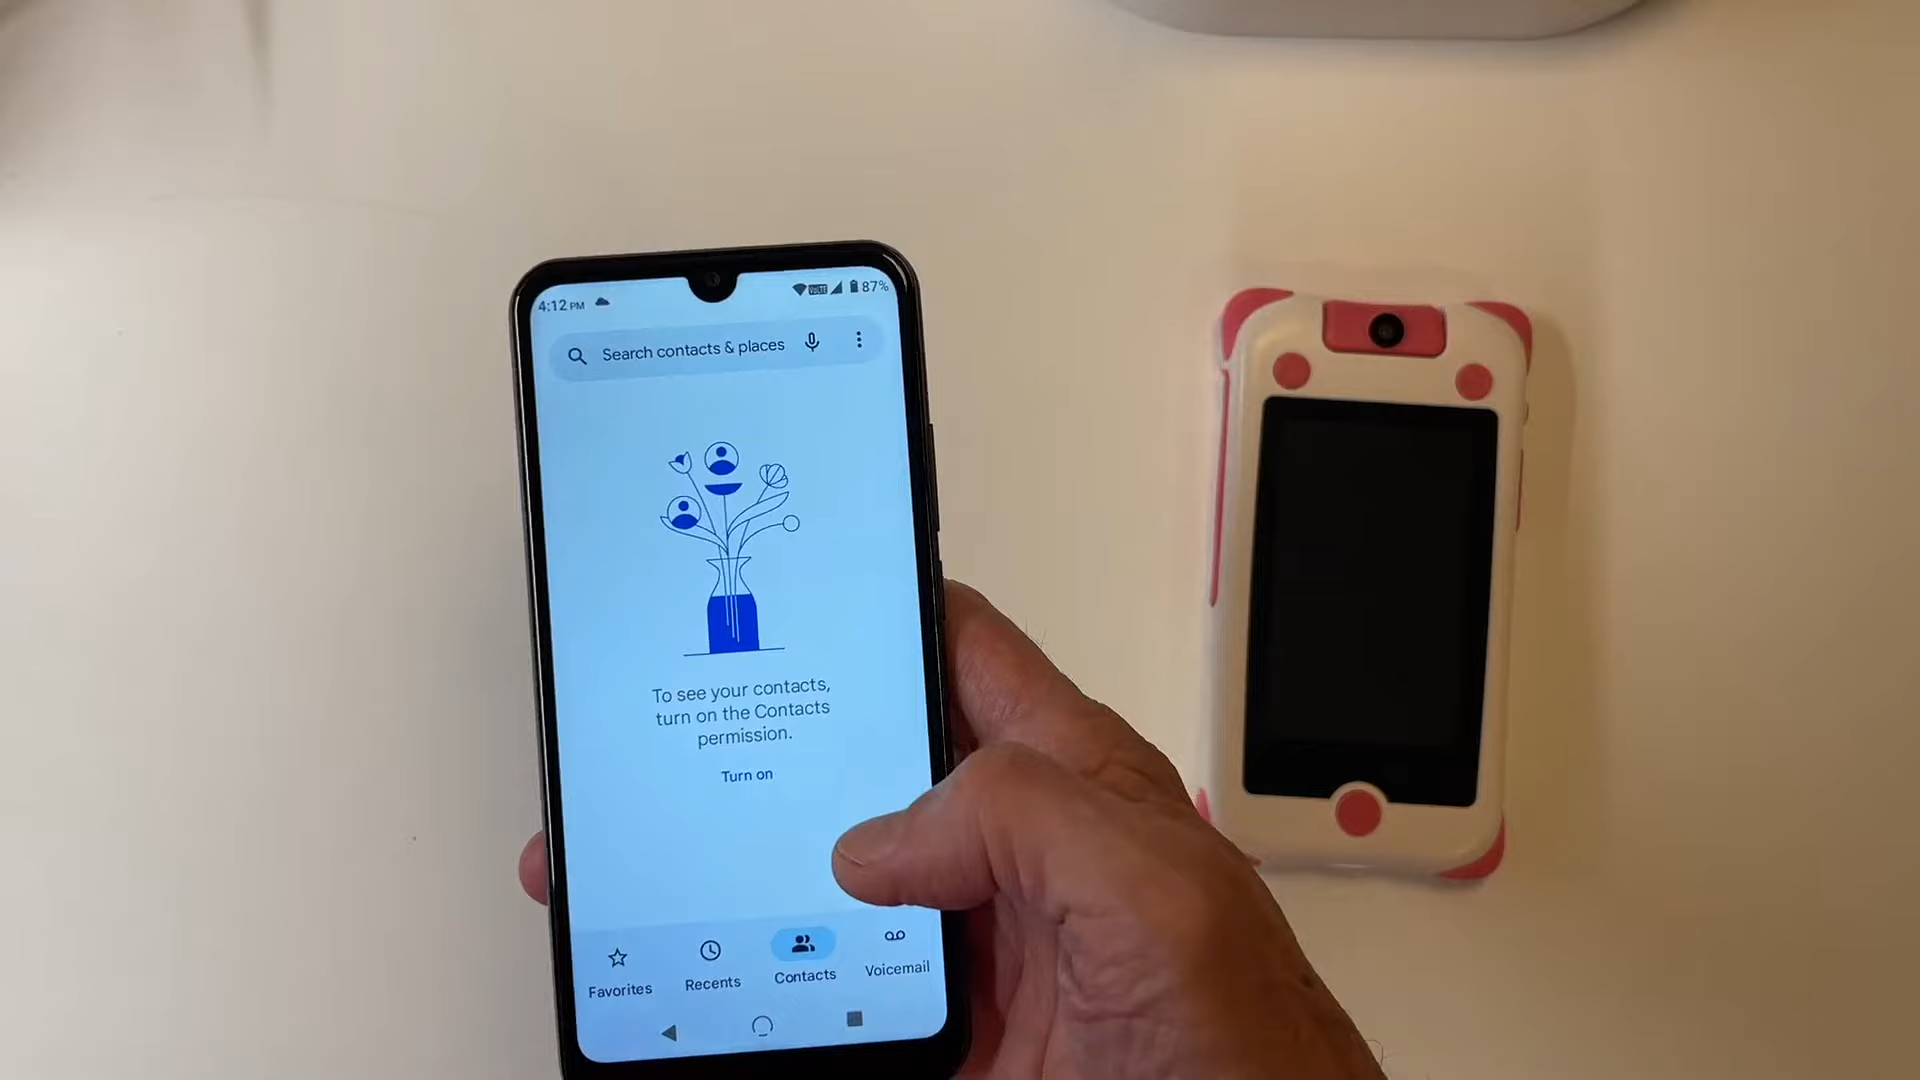 4:12 PM
VoLTE 87%
Search contacts & places
To see your contacts,
turn on the Contacts
permission.
Turn on
Favorites
Recents
Contacts
Voicemail